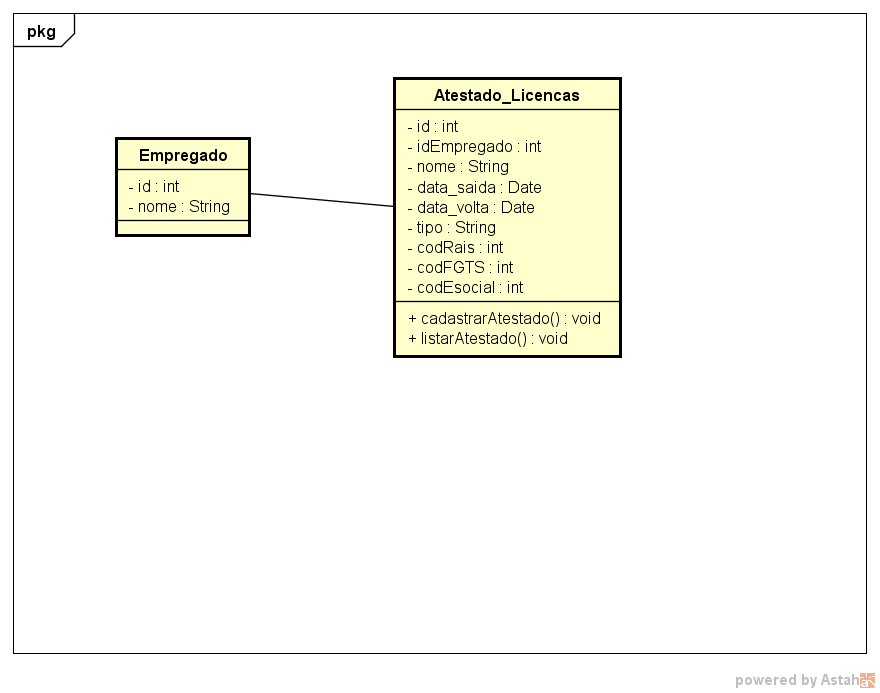 pkg
Empregado
- id : int
- nome : String
Atestado_Licencas
- id : int
- idEmpregado : int
- nome : String
- data_saida : Date
- data_volta : Date
- tipo : String
- codRais : int
- codFGTS : int
- codEsocial : int
+ cadastrarAtestado() : void
+ listarAtestado() : void
powered by Astah